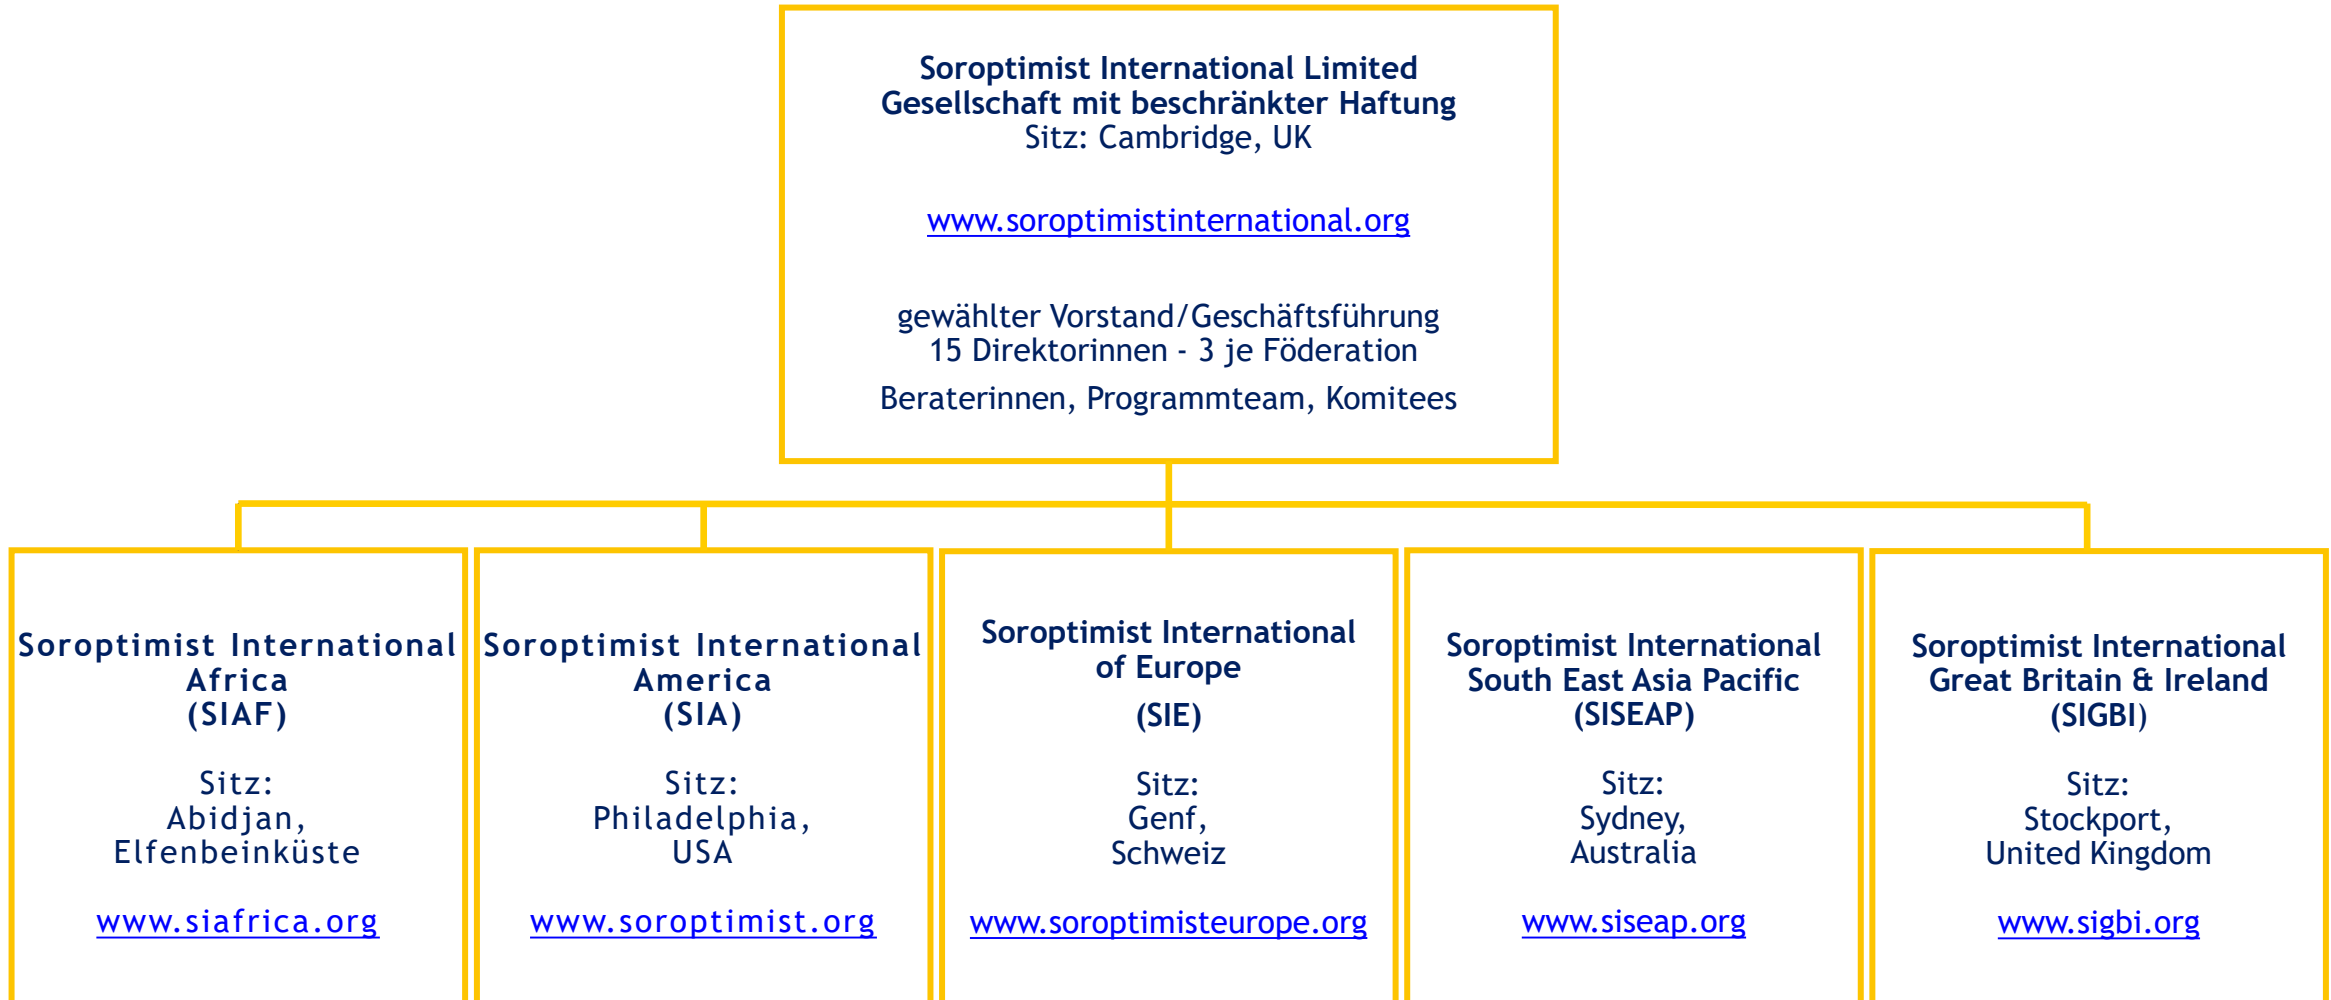 Soroptimist International Limited
Gesellschaft mit beschränkter Haftung
Sitz: Cambridge, UK
www.soroptimistinternational.org
gewählter Vorstand/Geschäftsführung
15 Direktorinnen - 3 je Föderation
Beraterinnen, Programmteam, Komitees
Soroptimist International
Africa
(SIAF)
Sitz:
Abidjan,
Elfenbeinküste
www.siafrica.org
Soroptimist International
America
(SIA)
Sitz:
Philadelphia,
USA
www.soroptimist.org
Soroptimist International
of Europe
(SIE)
Sitz:
Genf,
Schweiz
www.soroptimisteurope.org
Soroptimist International
South East Asia Pacific
(SISEAP)
Sitz:
Sydney,
Australia
www.siseap.org
Soroptimist International
Great Britain & Ireland
(SIGBI)
Sitz:
Stockport,
United Kingdom
www.sigbi.org